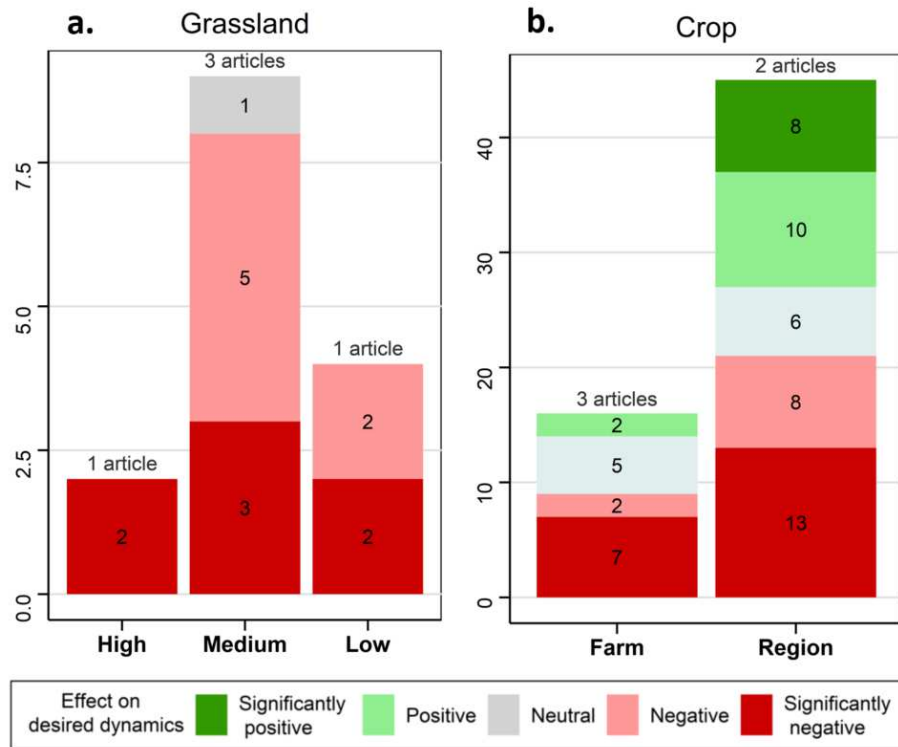 a. Grassland
3 articles
1
7.5
5
5.0
1 article
2
1 article
2.5
3
2
2
0.0
High Medium Low
b. Crop
2 articles
8
40
10
30
6
20
3 articles
8
2
5
10
2
13
7
0
Farm Region
Effect on desired dynamics
Significantly positive
Positive
Neutral
Negative
Significantly negative